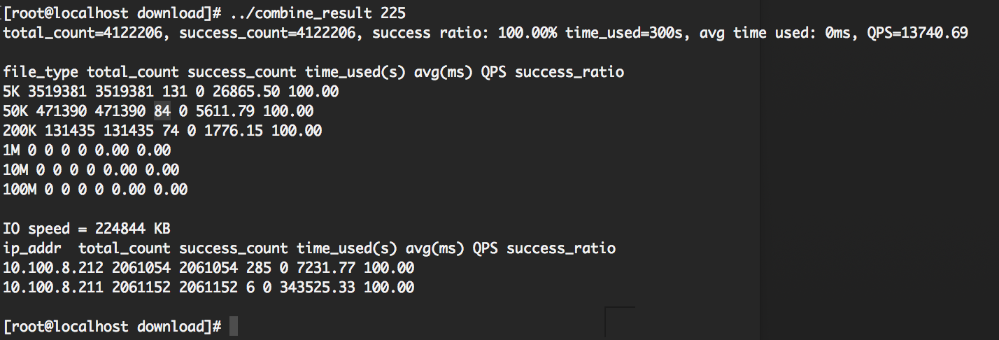 [root@localhost download]# ../combine_result 225
total_count=4122206, success_count=4122206, success ratio: 100.00% time_used=300s, avg time used: 0ms, QPS=13740.69
file_type total_count success_count time_used(s) avg(ms) QPS success_ratio
5K 3519381 3519381 131 0 26865.50 100.00
50K 471390 471390 84 0 5611.79 100.00
200K 131435 131435 74 0 1776.15 100.00
1M 0 0 0 0 0.00 0.00
10M 0 0 0 0 0.00 0.00
100M 0 0 0 0 0.00 0.00
IO speed = 224844 KB
ip_addr  total_count success_count time_used(s) avg(ms) QPS success_ratio
10.100.8.212 2061054 2061054 285 0 7231.77 100.00
10.100.8.211 2061152 2061152 6 0 343525.33 100.00
[root@localhost download]#